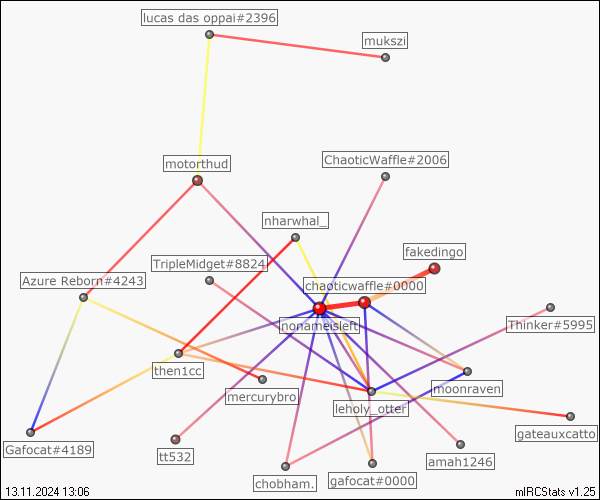 lucas das oppai#2396
mukszi
motorthud
ChaoticWaffle#2006
nharwhal_
fakedingo
TripleMidget#8824
Azure Reborn#4243
chaoticwaffle#0000
nonameisleft
Thinker#5995
then1cc
moonraven
mercurybro
leholy_otter
gateauxcatto
Gafocat#4189
tt532
amah1246
chobham.
gafocat#0000
13.11.2024 13:06
mIRCStats v1.25